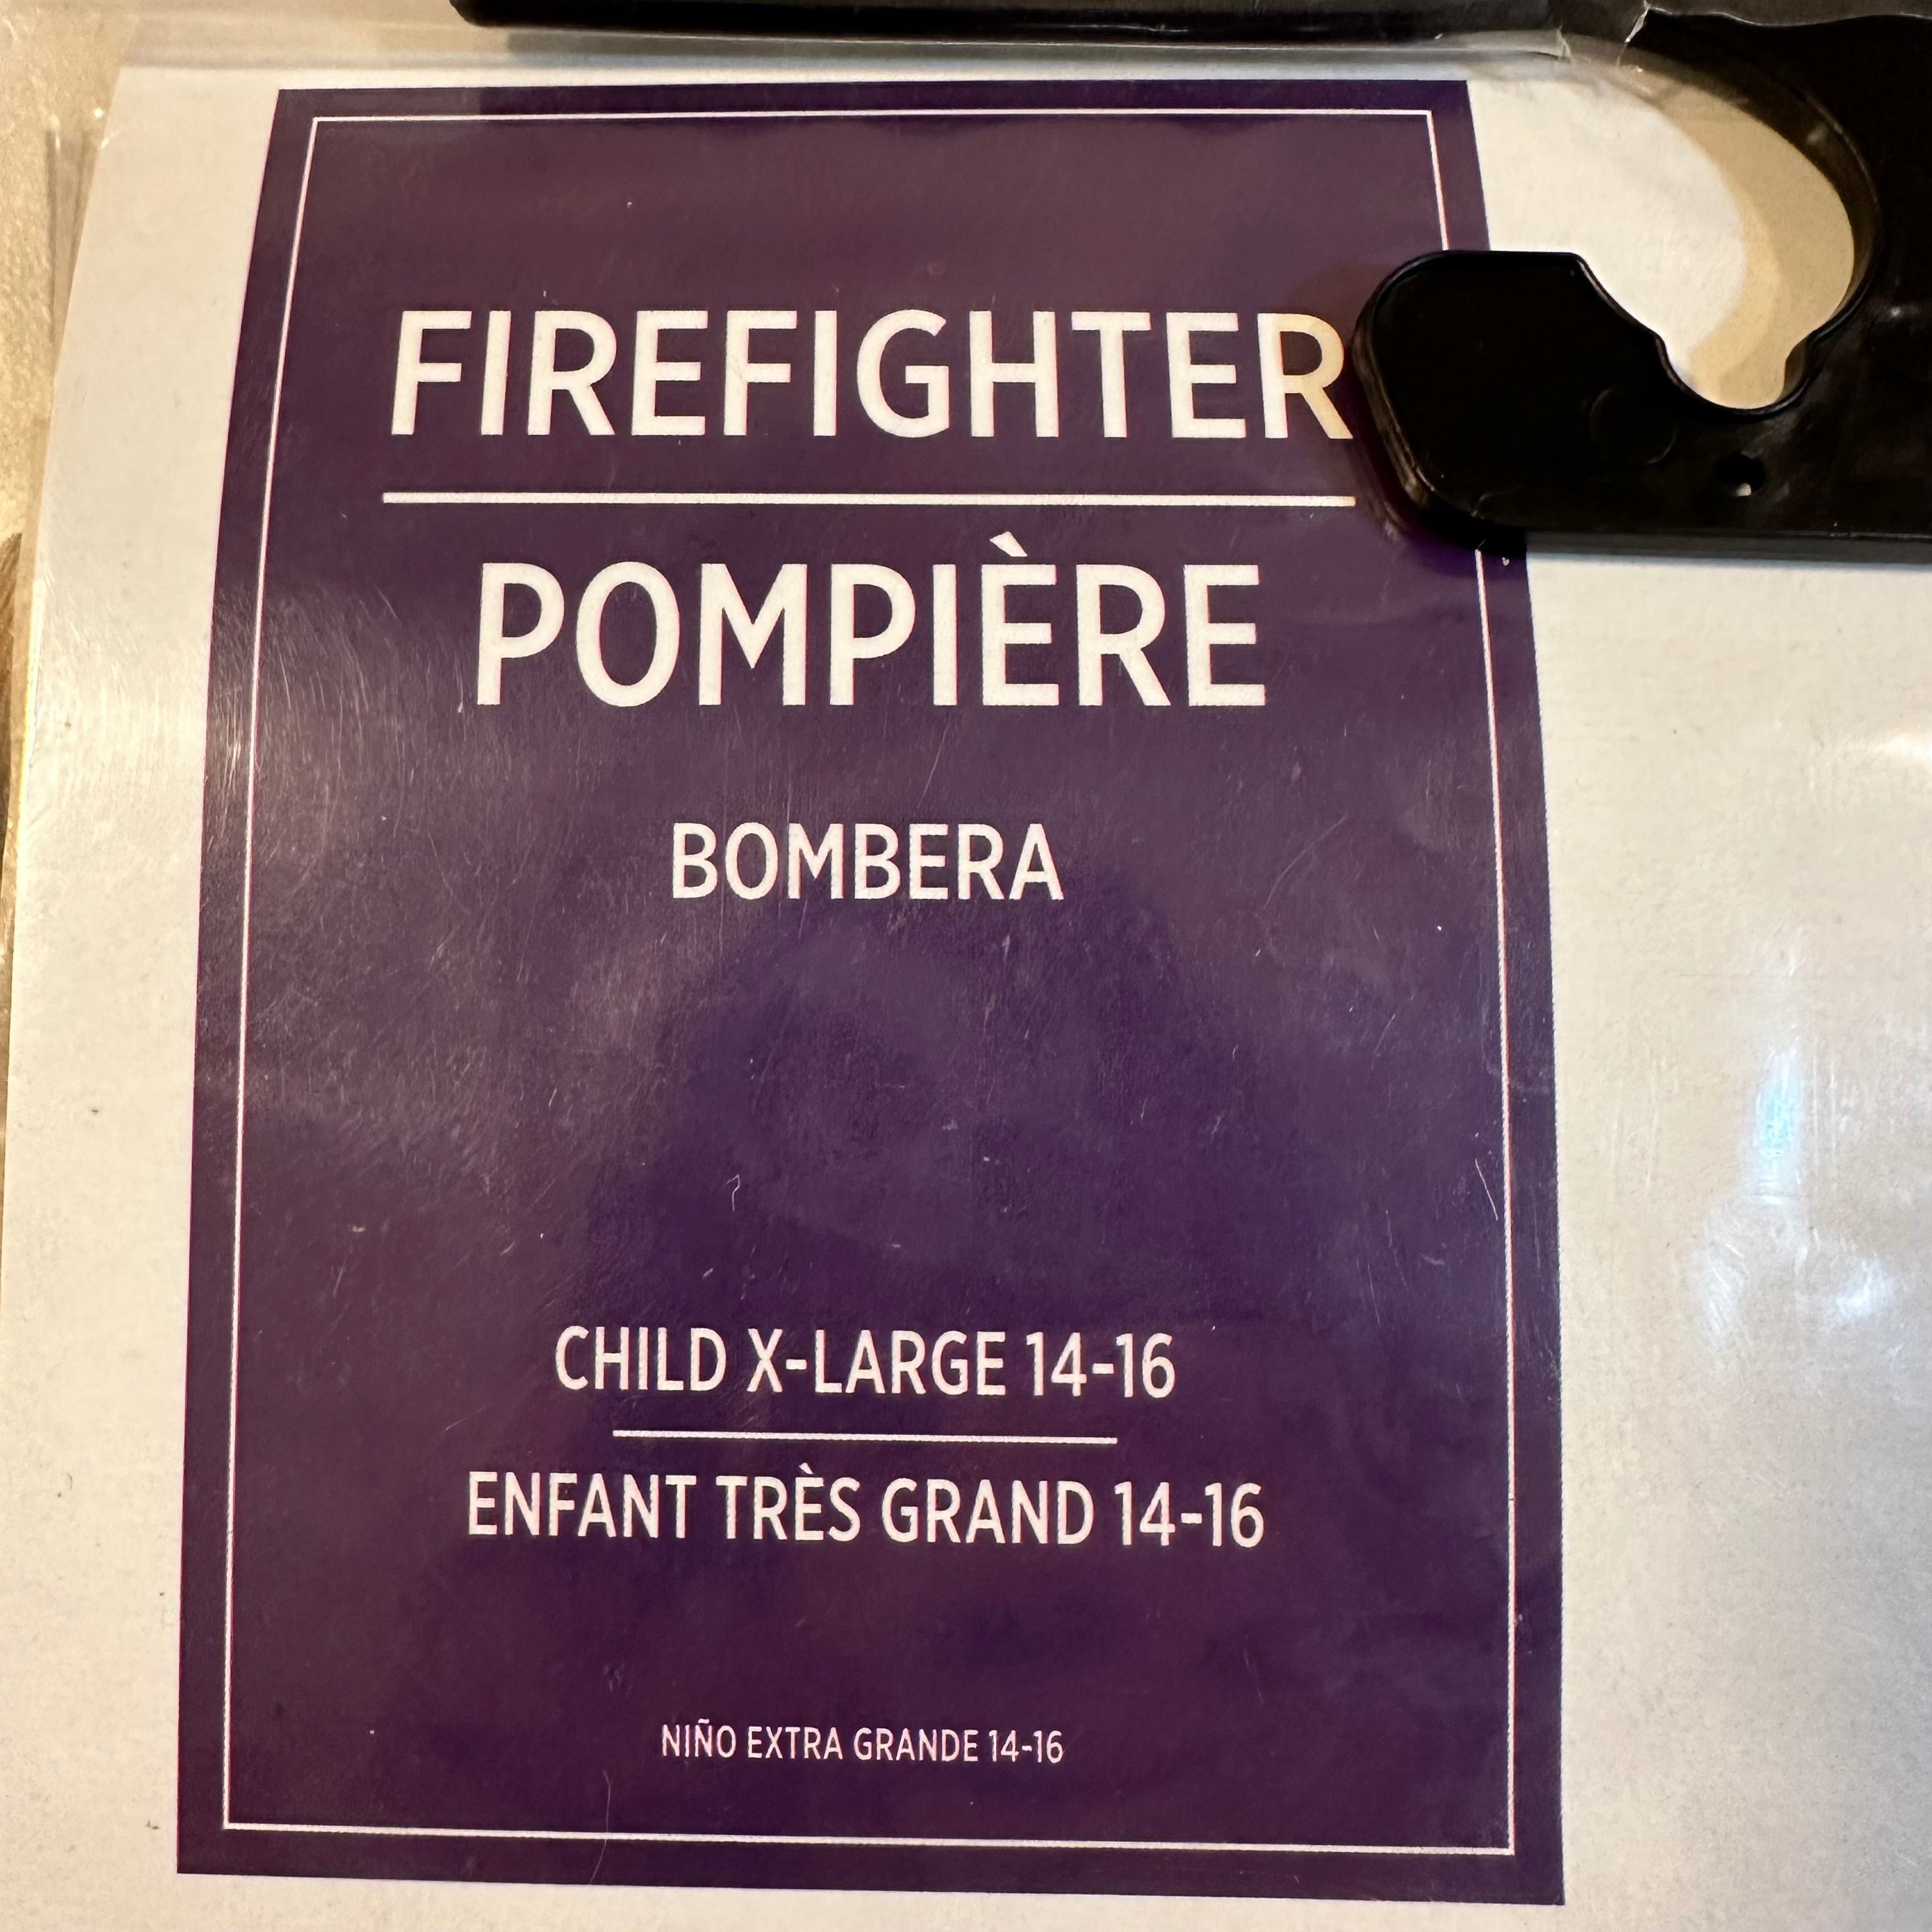 FIREFIGHTER
POMPIÈRE
BOMBERA
CHILD X-LARGE 14-16
ENFANT TRÈS GRAND 14-16
NIÑO EXTRA GRANDE 14-16